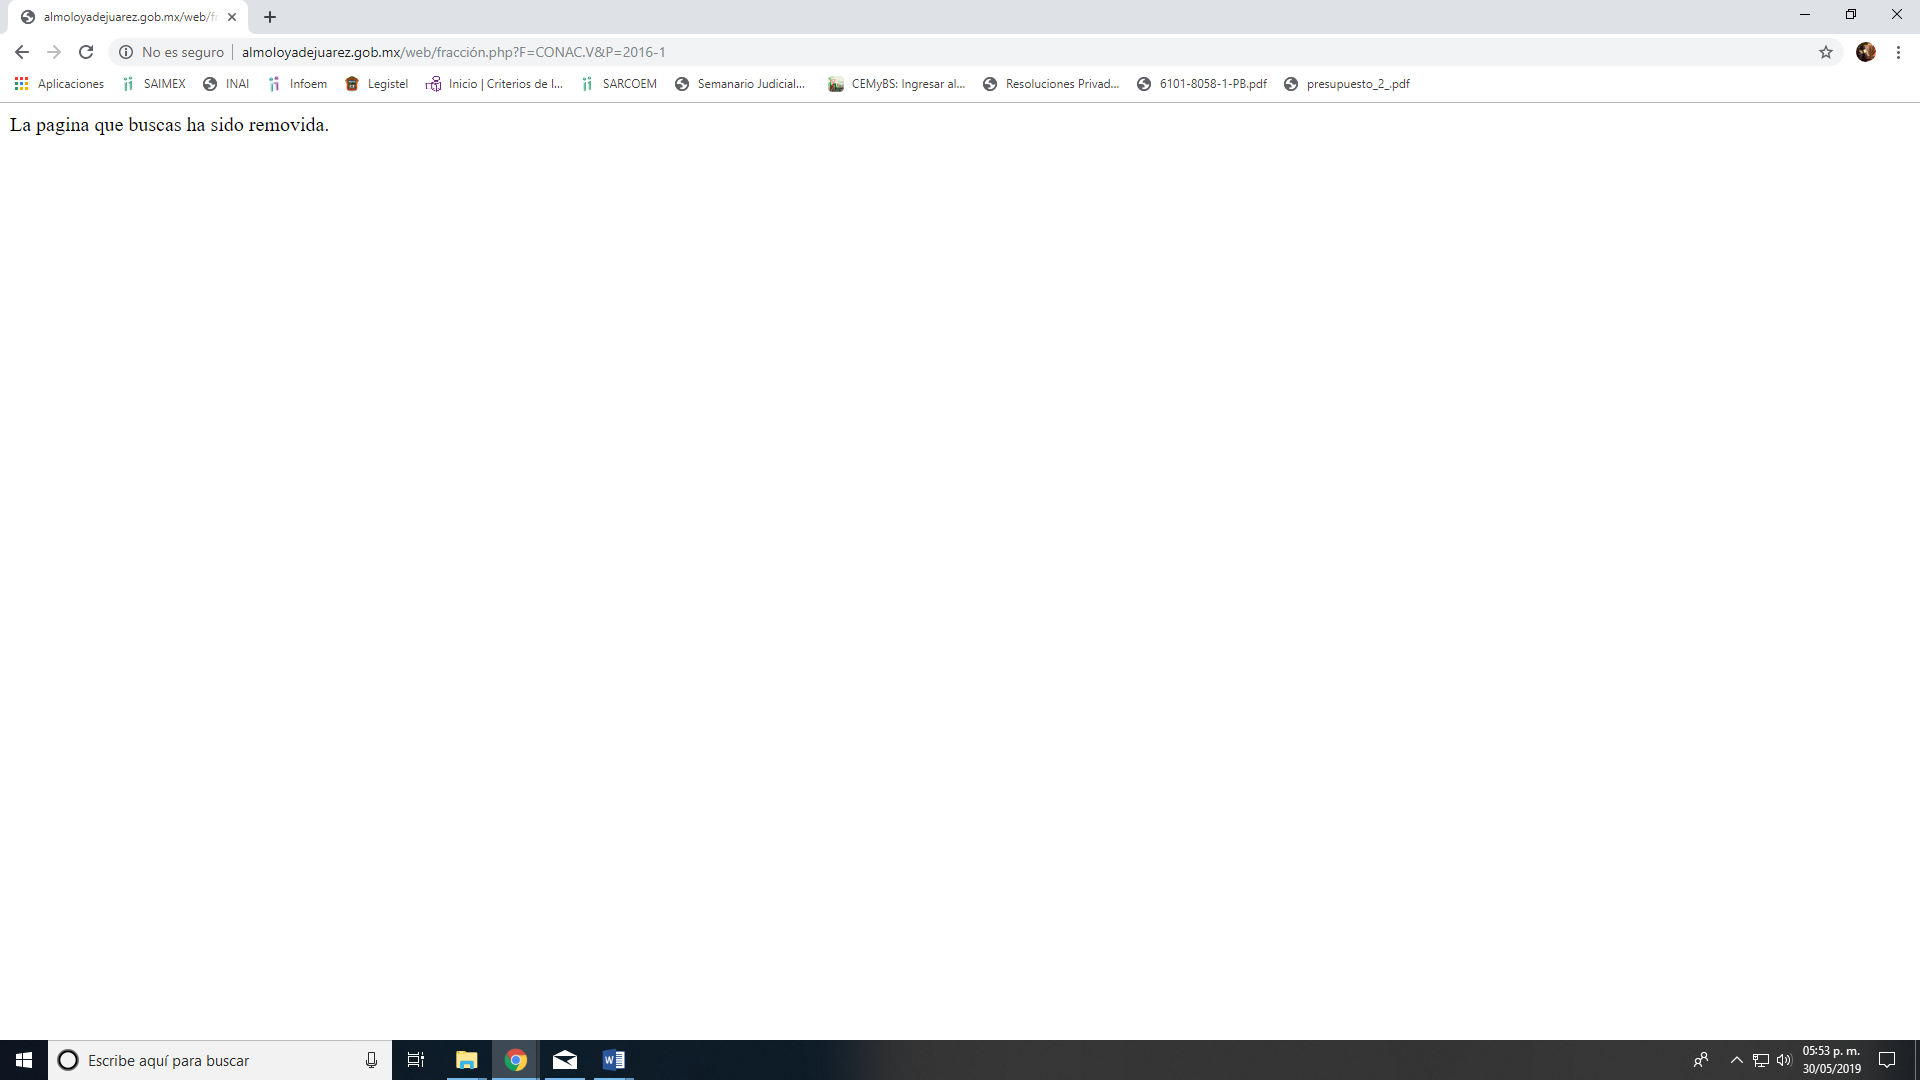 almoloyadejuarez.gob.mx/web/fr
No es seguro almoloyadejuarez.gob.mx/web/fracción.php?F=CONAC.V&P=2016-1
Aplicaciones SAIMEX INAI Infoem Legistel Inicio | Criterios de I... SARCOEM Semanario Judicial... CEMyBS: Ingresar al... Resoluciones Privad... 6101-8058-1-PB.pdf presupuesto_2_.pdf
La pagina que buscas ha sido removida.
Escribe aquí para buscar
05:53 p. m.
30/05/2019